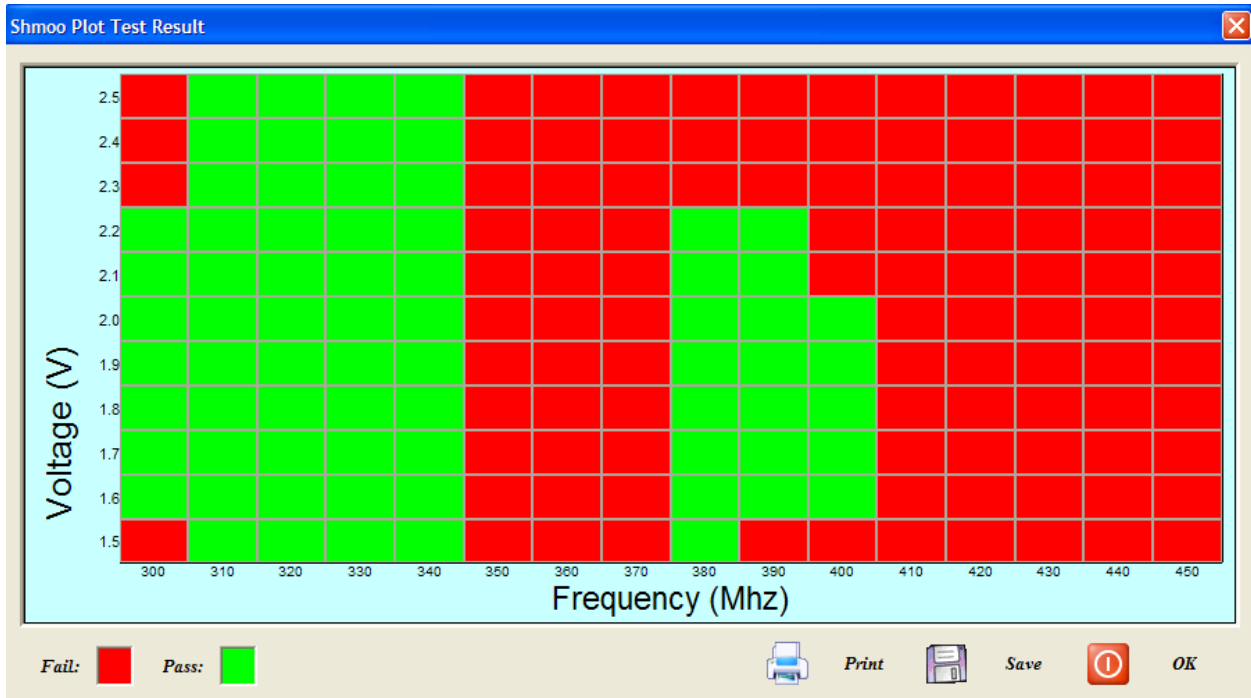 Shmoo Plot Test Result
2.5
2.4
2.3
2.2
2.1
2.0
1.9
1.8
1.7
1.6
1.5
Voltage (V)
300 310 320 330 340 350 360 370 380 390 400 410 420 430 440 450
Frequency (Mhz)
Fail: Pass: Print Save OK